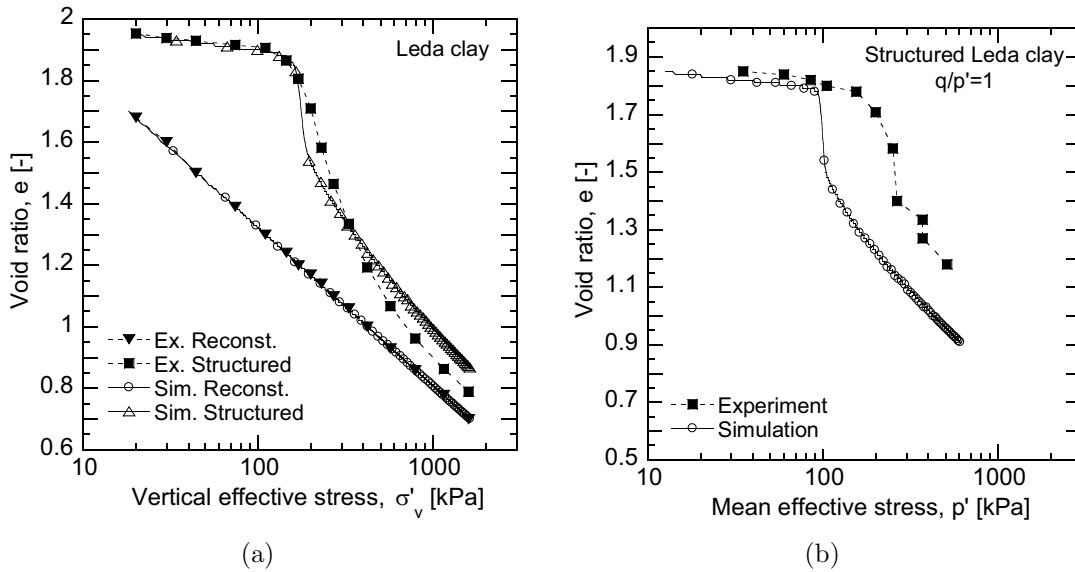 2
1.8
1.6
1.4
1.2
1
0.8
0.6
10
100
1000
Void ratio, e [-]
Vertical effective stress, σ'v [kPa]
Leda clay
Ex. Reconst.
Ex. Structured
Sim. Reconst.
Sim. Structured
(a)
1.9
1.7
1.5
1.3
1.1
0.9
0.7
0.5
10
100
1000
Void ratio, e [-]
Mean effective stress, p' [kPa]
Structured Leda clay
q/p'=1
Experiment
Simulation
(b)